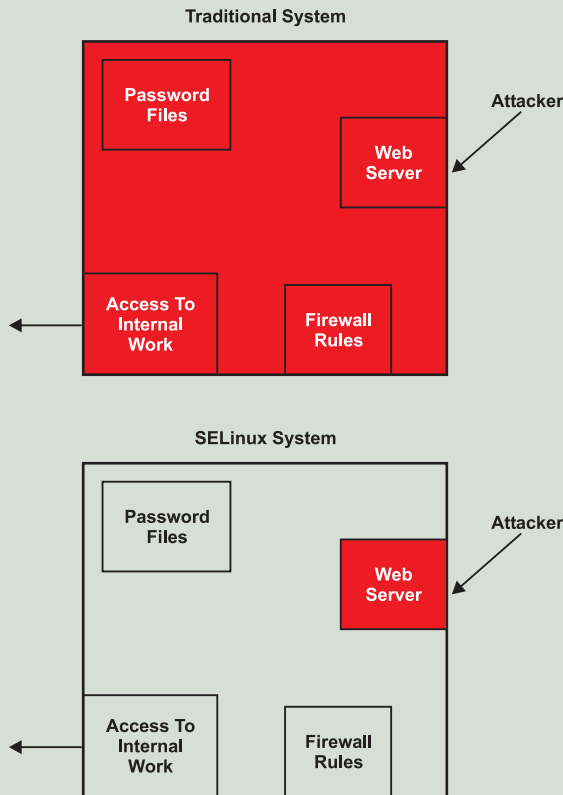 Traditional System
Password
Files
Attacker
Web
Server
Access To
Internal
Work
Firewall
Rules
SELinux System
Password
Files
Attacker
Web
Server
Access To
Internal
Work
Firewall
Rules